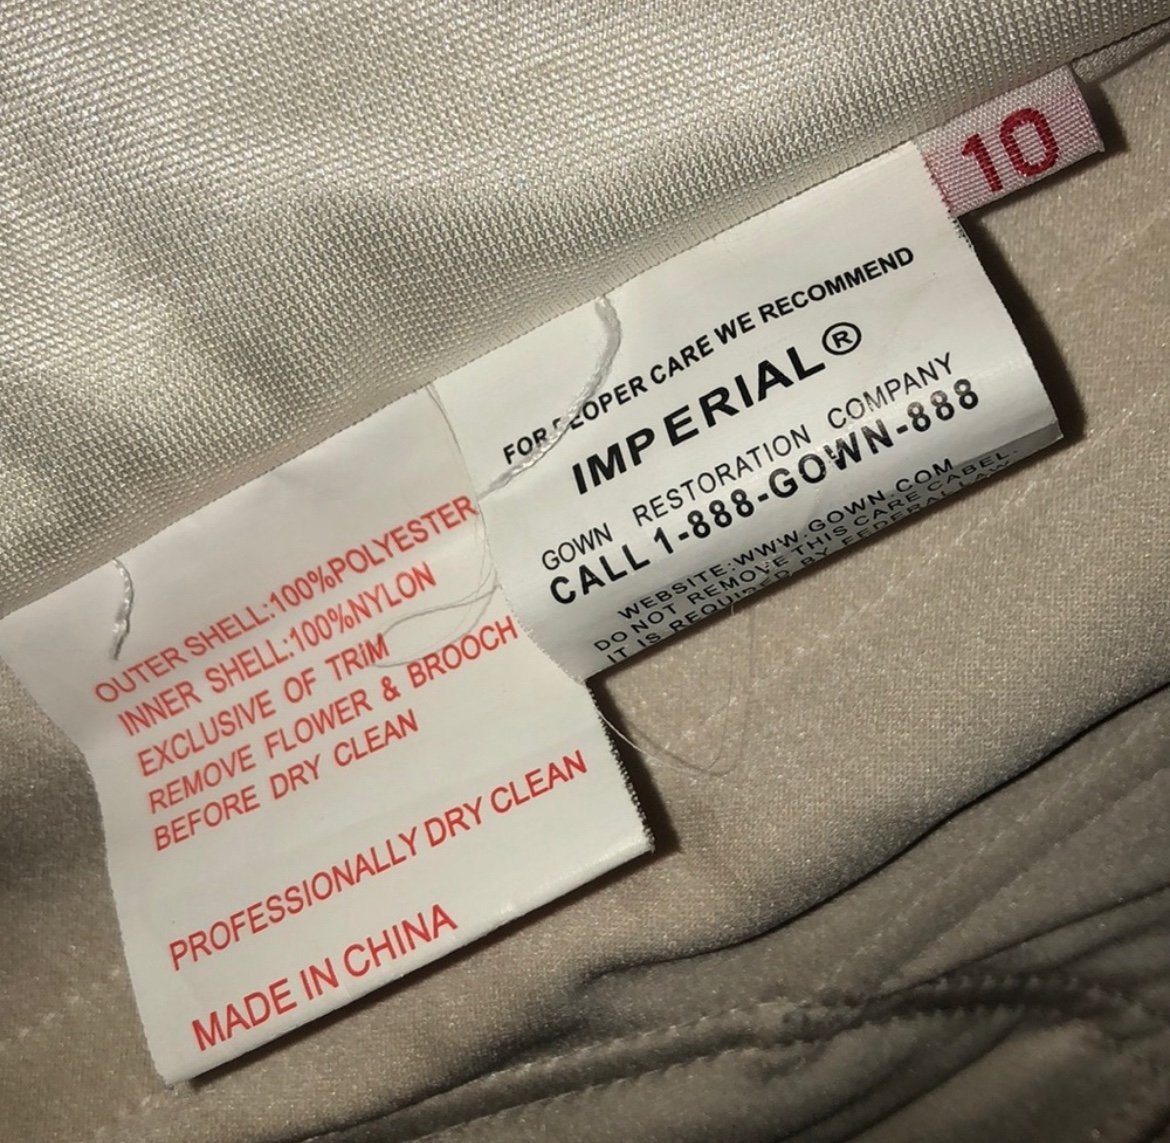 10
FOR CARE WE RECOMMEND
IMPERIAL®
GOWN RESTORATION COMPANY
CALL 1-888-GOWN-888
WEBSITE:WWW.GOWN.COM
DO NOT REMOVE THIS CARE CABEL.
IT IS REQUIRED BY FEDERAL LAW
OUTER SHELL:100%POLYESTER
INNER SHELL:100%NYLON
EXCLUSIVE OF TRiM
REMOVE FLOWER & BROOCH
BEFORE DRY CLEAN
PROFESSIONALLY DRY CLEAN
MADE IN CHINA